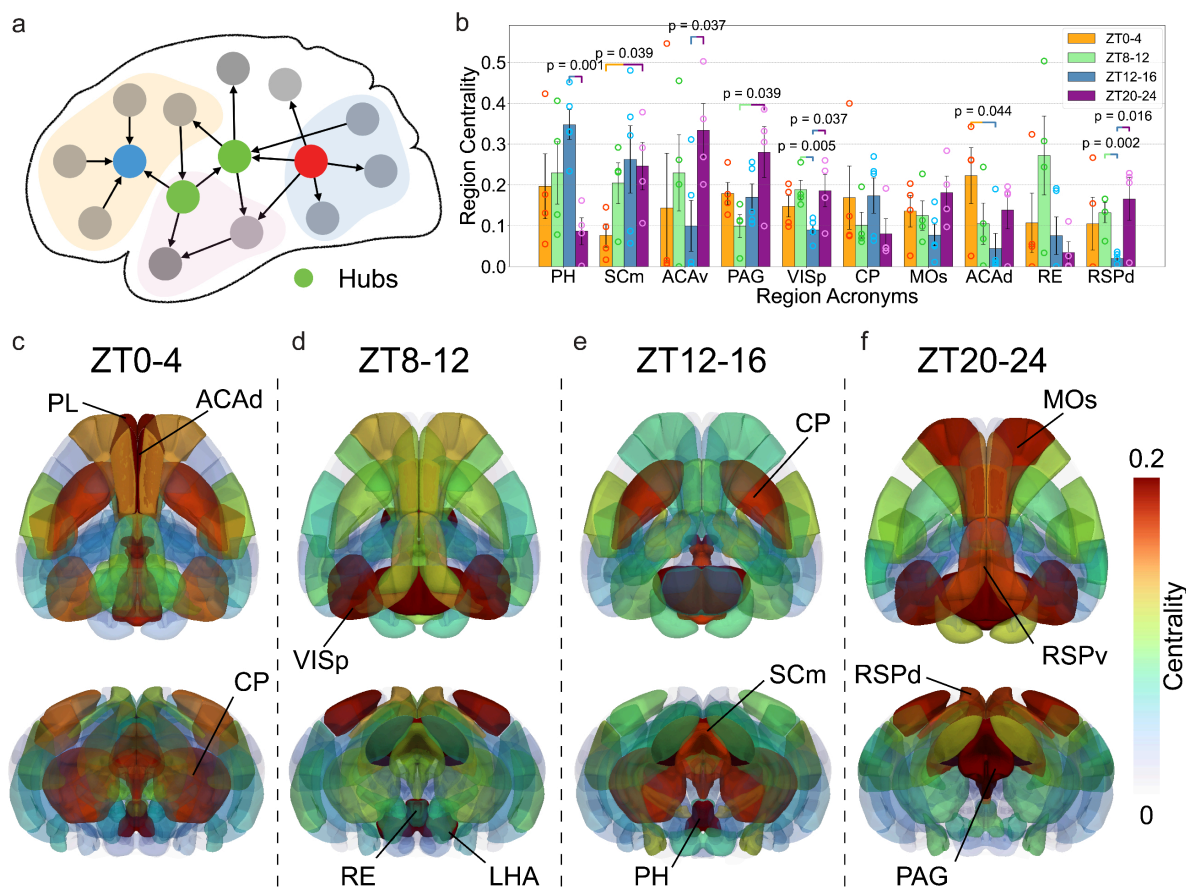 a
Hubs
b
Region Centrality
0.5
0.4
0.3
0.2
0.1
0.0
p = 0.001
p = 0.039
p = 0.037
p = 0.039
p = 0.037
p = 0.005
p = 0.044
p = 0.016
p = 0.002
ZT0-4
ZT8-12
ZT12-16
ZT20-24
PH SCm ACAv PAG VISp CP MOs ACAd RE RSPd
Region Acronyms
c
ZT0-4
PL
ACAd
CP
d
ZT8-12
VISp
RE
LHA
e
ZT12-16
CP
SCm
PH
f
ZT20-24
MOs
RSPv
RSPd
PAG
0.2
Centrality
0